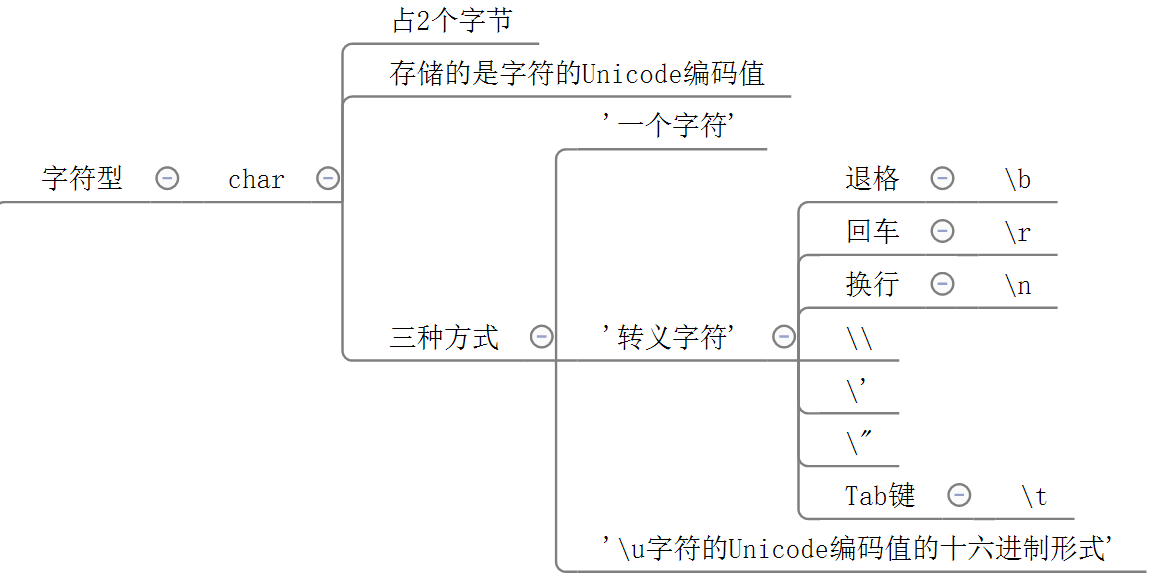 占2个字节
存储的是字符的Unicode编码值
'一个字符'
字符型 char
退格 \b
回车 \r
换行 \n
三种方式 '转义字符' \\
\'
\"
Tab键 \t
'\u字符的Unicode编码值的十六进制形式'